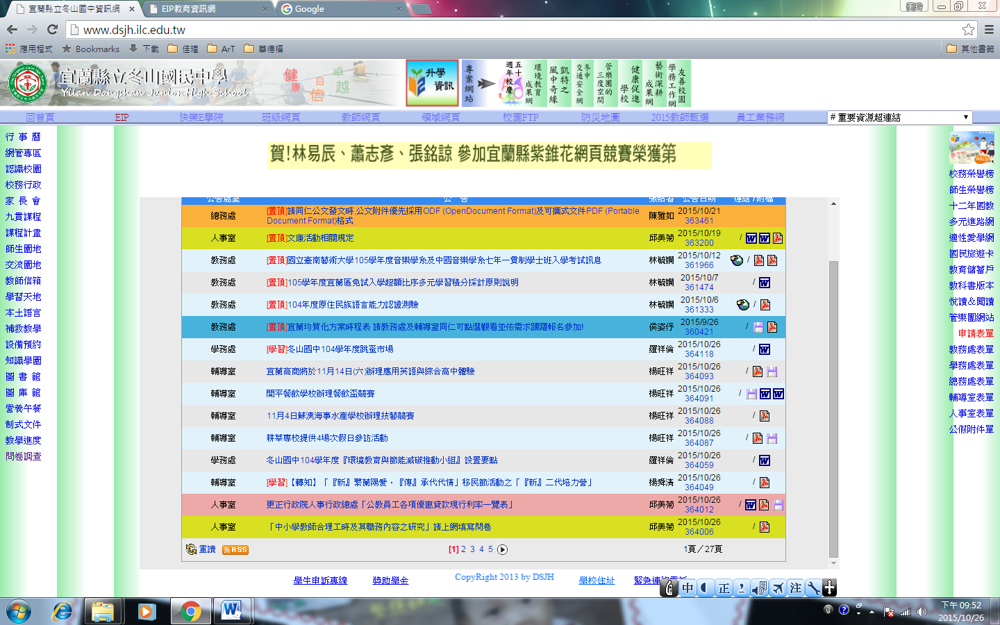 宜蘭縣立冬山國中資訊網
EIP教育資訊網
Google
美玲
www.dsjh.ilc.edu.tw
應用程式 Bookmarks 下載 佳瑾 ArT 華德福 其他書籤
宜蘭縣立冬山國民中學
Yilan Dongshan Junior High School
健康 自信 卓越
升學資訊
專案網站
五十週年校慶
環境教育成果網
凱特之風中奇緣
冬中交通安全網
管樂團的三度空間
健康促進學校
藝術深耕成果網
友善校園學務工作網
回首頁 EIP 快樂E學院 班級網頁 教師網頁 領域網頁 校園FTP 防災地圖 2015教師甄選 員工業務網 # 重要資源超連結
行 事 曆
網管專區
認識校園
校務行政
家 長 會
九貫課程
課程計畫
師生園地
交流園地
教師信箱
學習天地
本土語言
補救教學
設備預約
知識學園
圖 書 館
圖 庫 館
營養午餐
制式文件
教學進度
問卷調查
賀!林易辰、蕭志彥、張銘諒 參加宜蘭縣紫錐花網頁競賽榮獲第
公告處室 公 告 張貼者 公告日期 連結 / 附檔
總務處 [置頂]請同仁公文發文時,公文附件優先採用ODF (OpenDocument Format)及可攜式文件PDF (Portable Document Format)格式 陳雅如 2015/10/21 363461
人事室 [置頂]文康活動相關規定 邱美菊 2015/10/19 363200 /
教務處 [置頂]國立臺南藝術大學105學年度音樂學系及中國音樂學系七年一貫制學士班入學考試訊息 林毓嫻 2015/10/12 361966 /
教務處 [置頂]105學年度宜蘭區免試入學超額比序多元學習積分採計原則說明 林毓嫻 2015/10/7 361474 /
教務處 [置頂]104年度原住民族語言能力認證測驗 林毓嫻 2015/10/6 361333 /
教務處 [置頂]宜蘭均質化方案時程表 請教務處及輔導室同仁可點選觀看並依需求踴躍報名參加! 侯姿伃 2015/9/26 360421 /
學務處 [學習]冬山國中104學年度跳蚤市場 羅祥倫 2015/10/26 364118 /
輔導室 宜蘭高商將於11月14日(六)辦理應用英語與綜合高中體驗 楊旺祥 2015/10/26 364093 /
輔導室 開平餐飲學校辦理餐飲盃競賽 楊旺祥 2015/10/26 364091 /
輔導室 11月4日蘇澳海事水產學校辦理技藝競賽 楊旺祥 2015/10/26 364088 /
輔導室 耕莘專校提供4場次假日參訪活動 楊旺祥 2015/10/26 364087 /
學務處 冬山國中104學年度『環境教育與節能減碳推動小組』設置要點 羅祥倫 2015/10/26 364059 /
輔導室 [學習]【轉知】「『新』繫蘭陽愛‧『傳』承代代情」移民節活動之「『新』二代培力營」 楊舜清 2015/10/26 364049 /
人事室 更正行政院人事行政總處「公教員工各項優惠貸款現行利率一覽表」 邱美菊 2015/10/26 364012 /
人事室 「中小學教師合理工時及其職務內容之研究」請上網填寫問卷 邱美菊 2015/10/26 364006 /
重讀 RSS [1] 2 3 4 5 1頁／27頁
學生申訴專線 獎助學金 CopyRight 2013 by DSJH 學校住址 緊急連絡電話
校務榮譽榜
師生榮譽榜
十二年國教
多元進路網
適性愛學網
國民旅遊卡
教育儲蓄戶
教科書版本
悅讀＆閱讀
管樂團網站
申請表單
教務處表單
學務處表單
總務處表單
輔導室表單
人事室表單
公假附件單
中 正 注
下午 09:52
2015/10/26